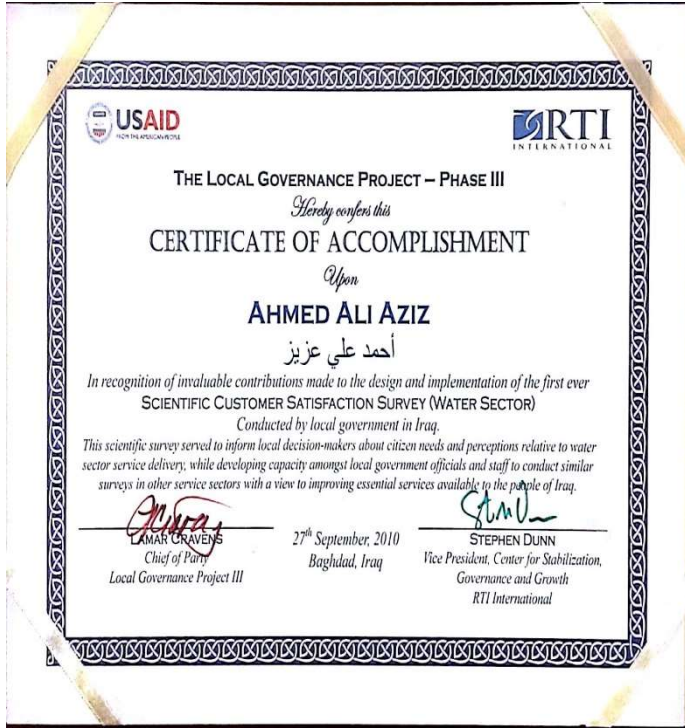 USAID
FROM THE AMERICAN PEOPLE
RTI
INTERNATIONAL
THE LOCAL GOVERNANCE PROJECT – PHASE III
Hereby confers this
CERTIFICATE OF ACCOMPLISHMENT
Upon
AHMED ALI AZIZ
أحمد علي عزيز
In recognition of invaluable contributions made to the design and implementation of the first ever
SCIENTIFIC CUSTOMER SATISFACTION SURVEY (WATER SECTOR)
Conducted by local government in Iraq.
This scientific survey served to inform local decision-makers about citizen needs and perceptions relative to water
sector service delivery, while developing capacity amongst local government officials and staff to conduct similar
surveys in other service sectors with a view to improving essential services available to the people of Iraq.
LAMAR CRAVENS
Chief of Party
Local Governance Project III
27th September, 2010
Baghdad, Iraq
STEPHEN DUNN
Vice President, Center for Stabilization,
Governance and Growth
RTI International